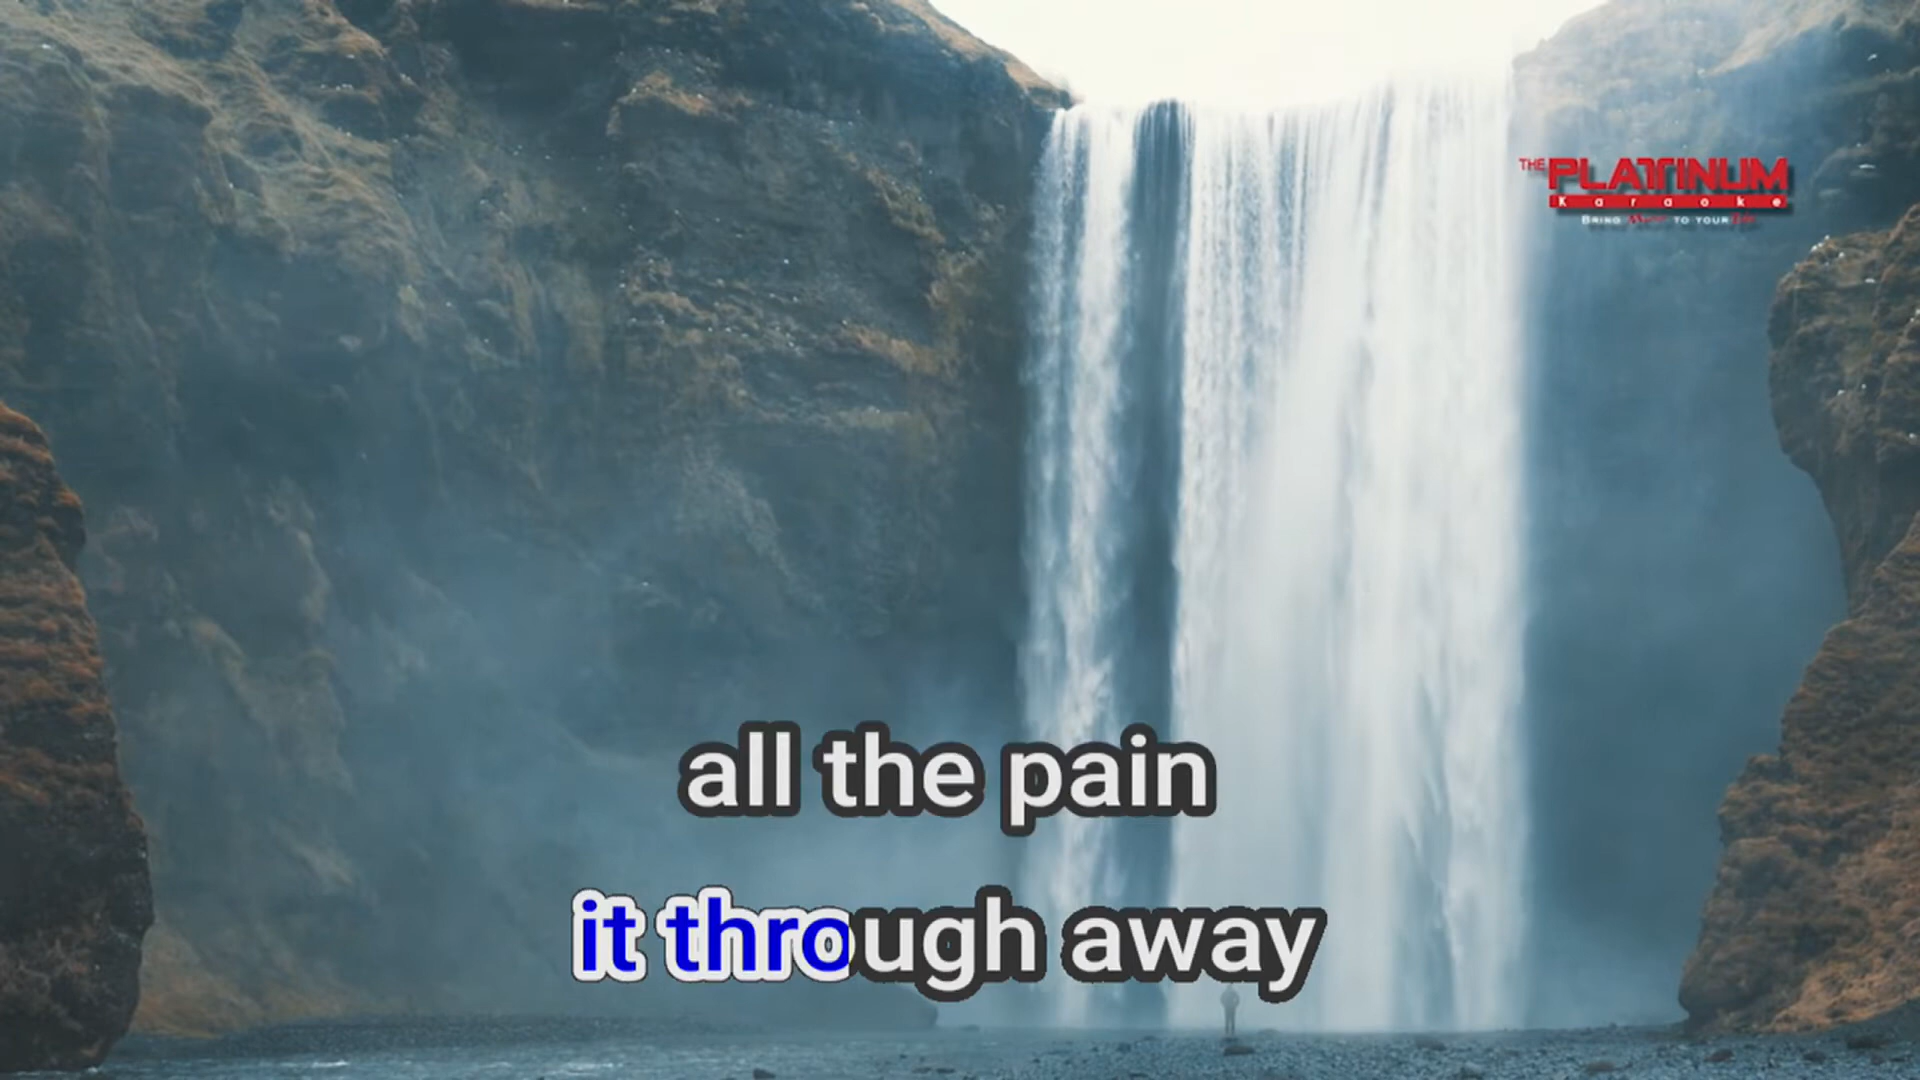 THE PLATINUM
Karaoke
BRING Music TO YOUR life
all the pain
it through away